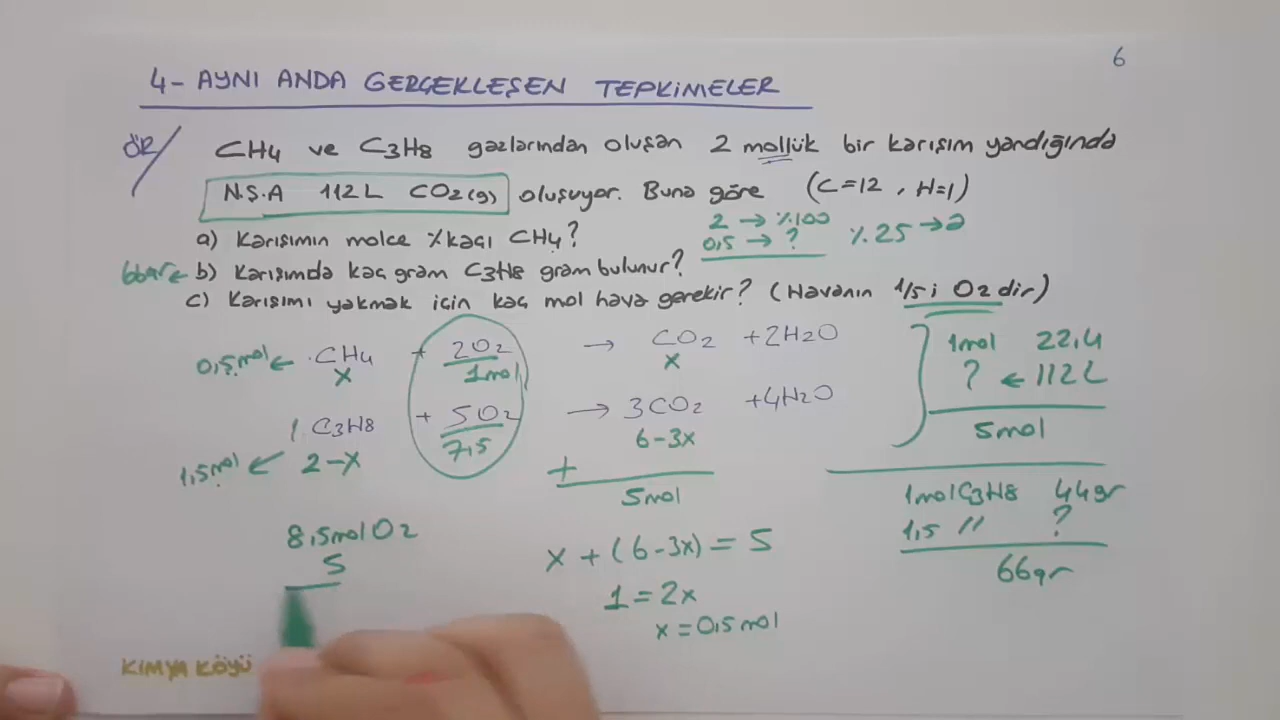 6
4- AYNI ANDA GERÇEKLEŞEN TEPKİMELER
ÖR/ CH4 ve C3H8 gazlarından oluşan 2 mollük bir karışım yandığında
N.Ş.A 112 L CO2(g) oluşuyor. Buna göre (C=12, H=1)
2 → %100
a) Karışımın molce % kaçı CH4? 0,5 → ? %25 → a
66gr ← b) Karışımda kaç gram C3H8 gram bulunur?
c) Karışımı yakmak için kaç mol hava gerekir? (Havanın 1/5 i O2 dir)
0,5mol ← CH4 + 2O2 → CO2 + 2H2O
x 1mol x
1 C3H8 + 5O2 → 3CO2 + 4H2O
1,5mol ← 2-x 7,5 6-3x
+
5mol
1mol 22,4
? ← 112L
5mol
1mol C3H8 44gr
1,5 // ?
66gr
8,5mol O2
5
x + (6-3x) = 5
1 = 2x
x = 0,5mol
KİMYA KÖYÜ